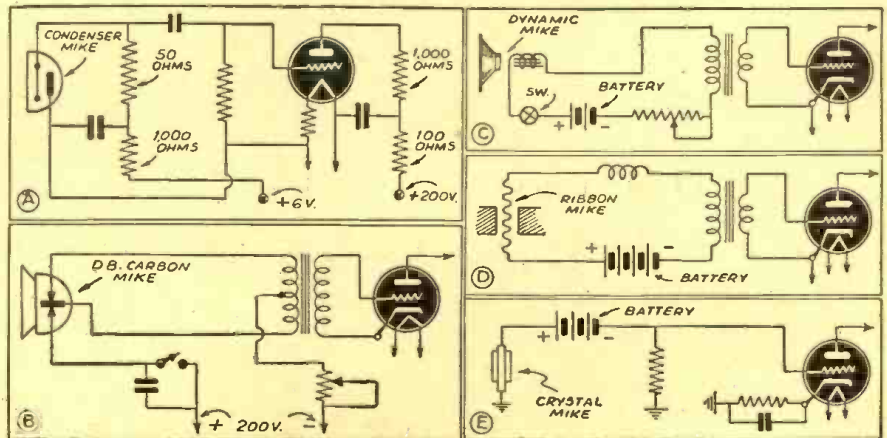 CONDENSER
MIKE
50
OHMS
1,000
OHMS
1,000
OHMS
100
OHMS
+6V.
+200V.
A
D.B. CARBON
MIKE
+ 200V. -
B
DYNAMIC
MIKE
SW.
BATTERY
+ -
C
RIBBON
MIKE
+ -
BATTERY
D
BATTERY
+ -
CRYSTAL
MIKE
E